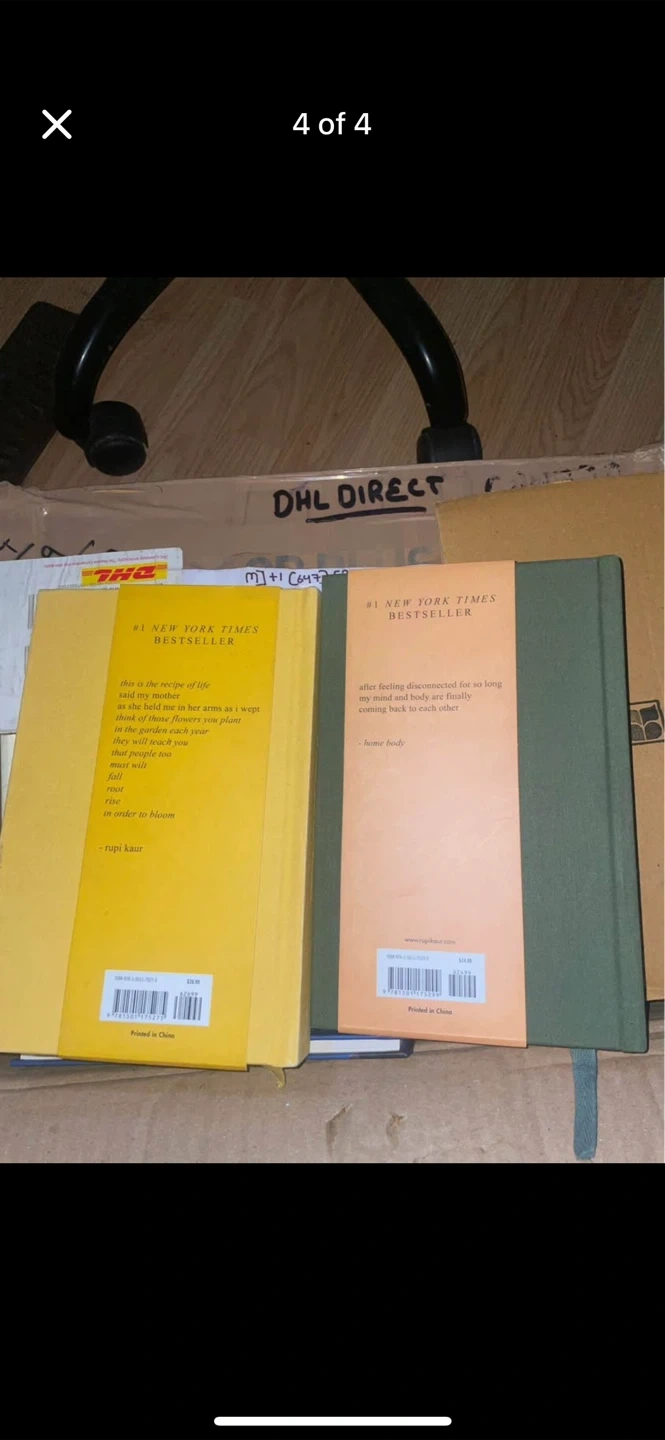 4 of 4
DHL DIRECT
DHL
[M] +1 (647)
#1 NEW YORK TIMES
BESTSELLER
this is the recipe of life
said my mother
as she held me in her arms as i wept
think of those flowers you plant
in the garden each year
they will teach you
that people too
must wilt
fall
root
rise
in order to bloom
- rupi kaur
Printed in China
#1 NEW YORK TIMES
BESTSELLER
after feeling disconnected for so long
my mind and body are finally
coming back to each other
- home body
www.rupikaur.com
Printed in China